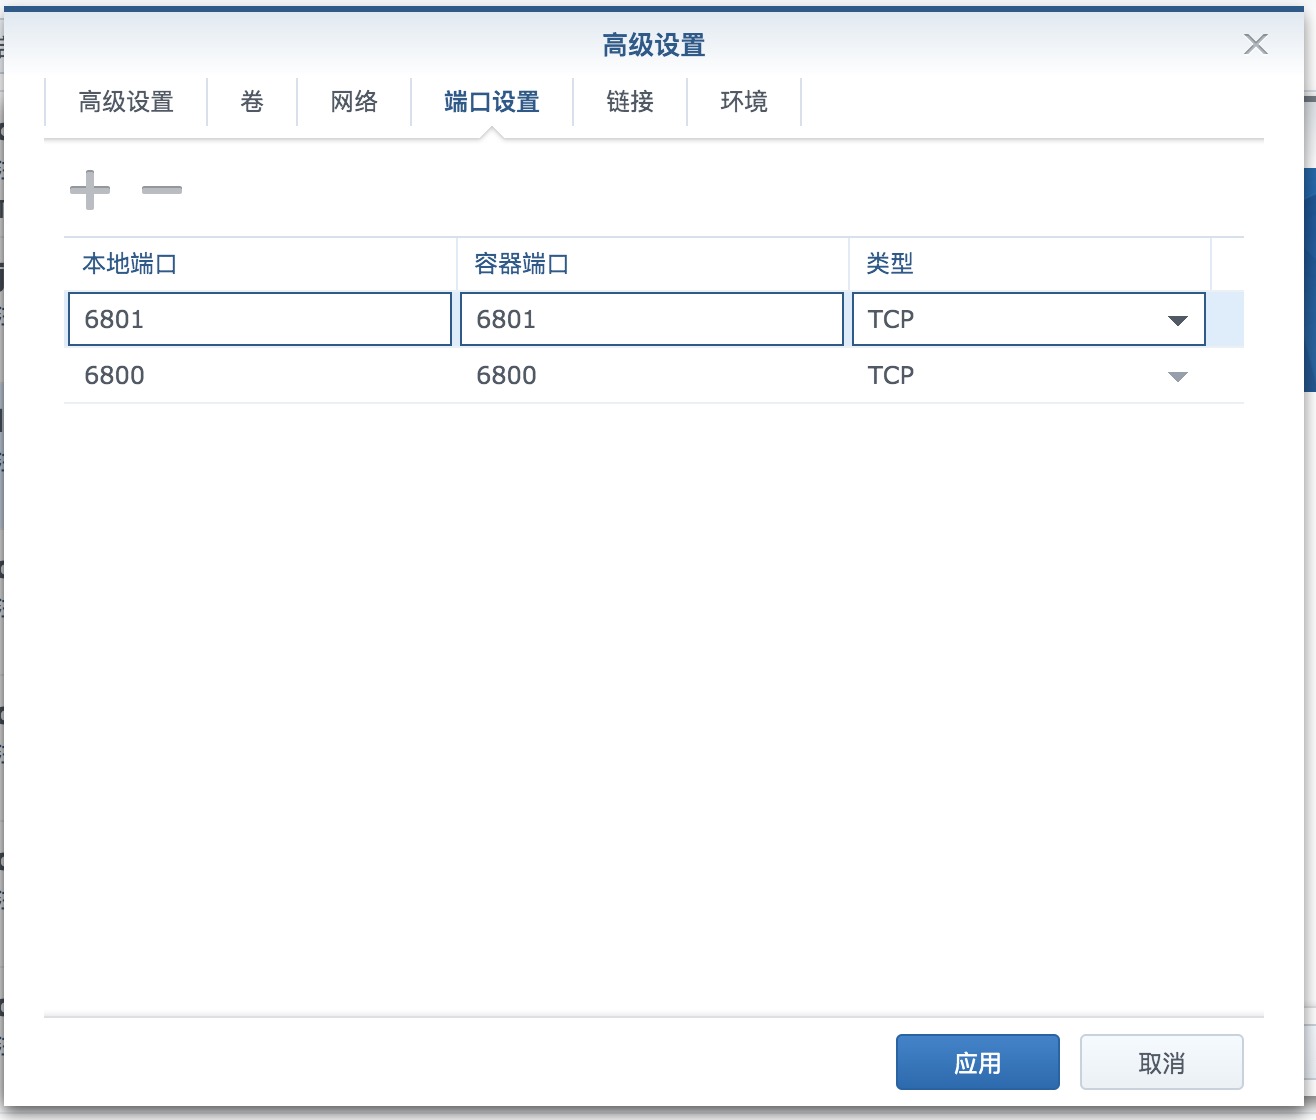 高级设置
高级设置 卷 网络 端口设置 链接 环境
本地端口 容器端口 类型
6801 6801 TCP
6800 6800 TCP
应用 取消